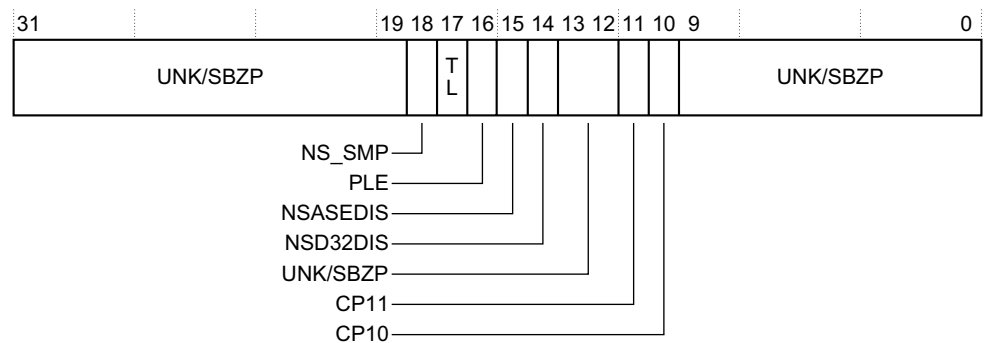 31 19 18 17 16 15 14 13 12 11 10 9 0
UNK/SBZP T L UNK/SBZP
NS_SMP
PLE
NSASEDIS
NSD32DIS
UNK/SBZP
CP11
CP10